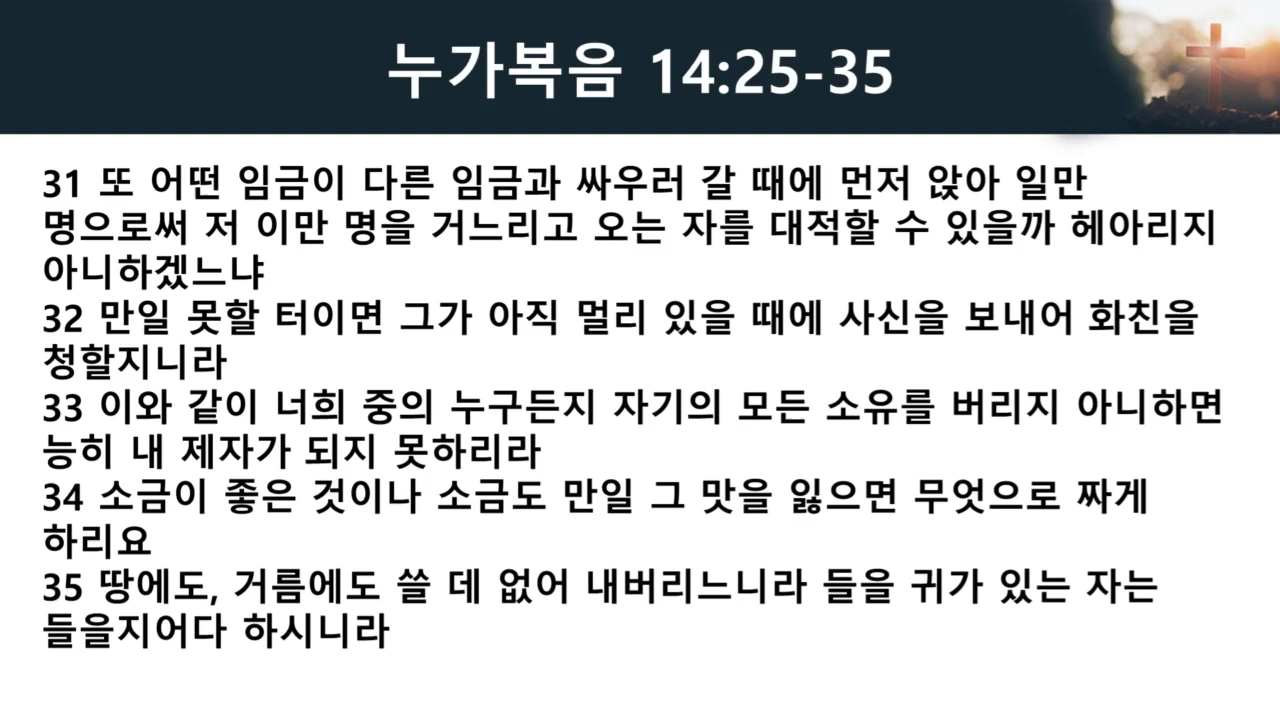 누가복음 14:25-35
31 또 어떤 임금이 다른 임금과 싸우러 갈 때에 먼저 앉아 일만
명으로써 저 이만 명을 거느리고 오는 자를 대적할 수 있을까 헤아리지
아니하겠느냐
32 만일 못할 터이면 그가 아직 멀리 있을 때에 사신을 보내어 화친을
청할지니라
33 이와 같이 너희 중의 누구든지 자기의 모든 소유를 버리지 아니하면
능히 내 제자가 되지 못하리라
34 소금이 좋은 것이나 소금도 만일 그 맛을 잃으면 무엇으로 짜게
하리요
35 땅에도, 거름에도 쓸 데 없어 내버리느니라 들을 귀가 있는 자는
들을지어다 하시니라